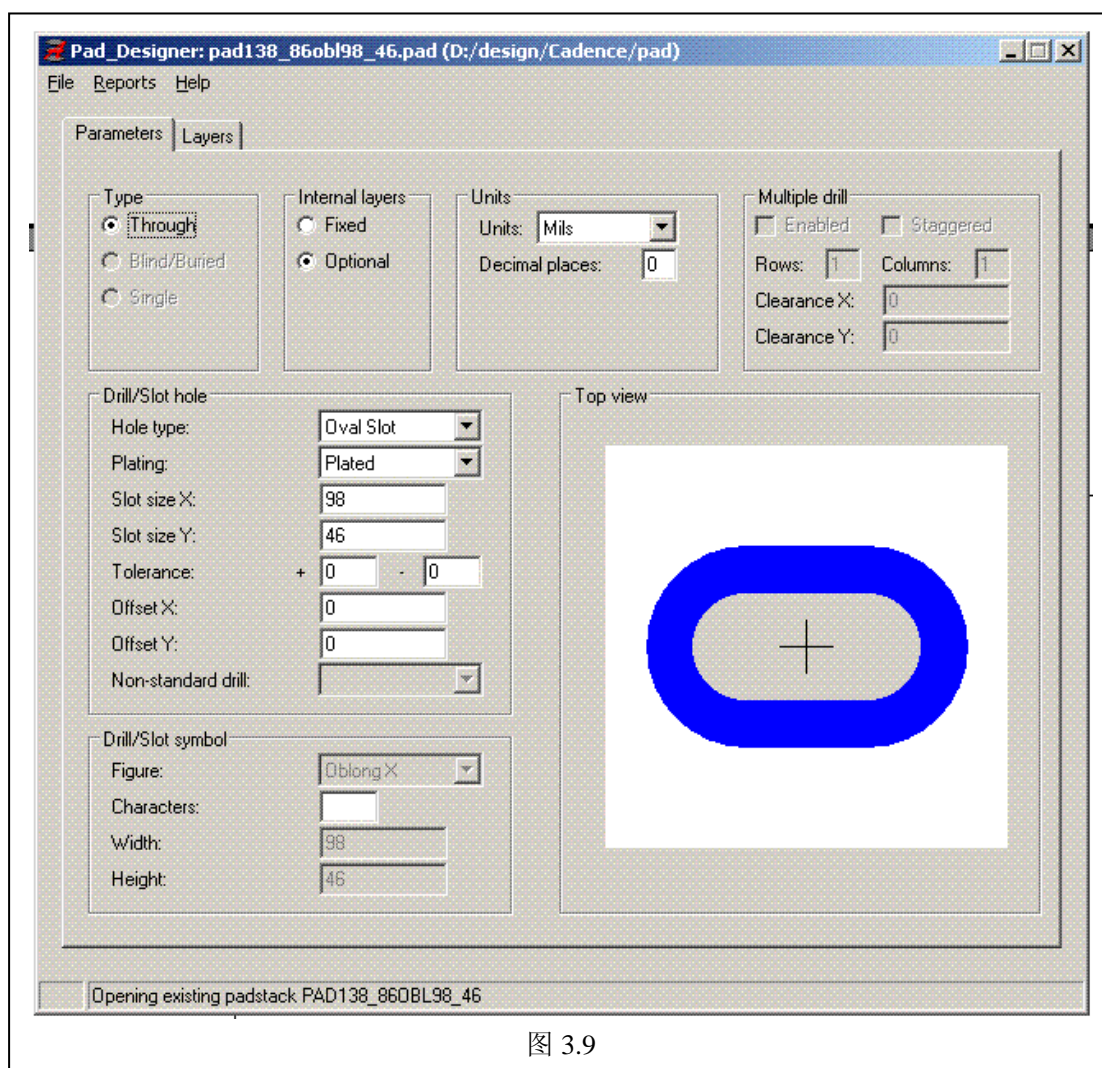 Pad_Designer: pad138_86obl98_46.pad (D:/design/Cadence/pad)
File Reports Help
Parameters Layers
Type
Through
Blind/Buried
Single
Internal layers
Fixed
Optional
Units
Units: Mils
Decimal places: 0
Multiple drill
Enabled Staggered
Rows: 1 Columns: 1
Clearance X: 0
Clearance Y: 0
Drill/Slot hole
Hole type: Oval Slot
Plating: Plated
Slot size X: 98
Slot size Y: 46
Tolerance: + 0 - 0
Offset X: 0
Offset Y: 0
Non-standard drill:
Drill/Slot symbol
Figure: Oblong X
Characters:
Width: 98
Height: 46
Top view
Opening existing padstack PAD138_86OBL98_46
图 3.9